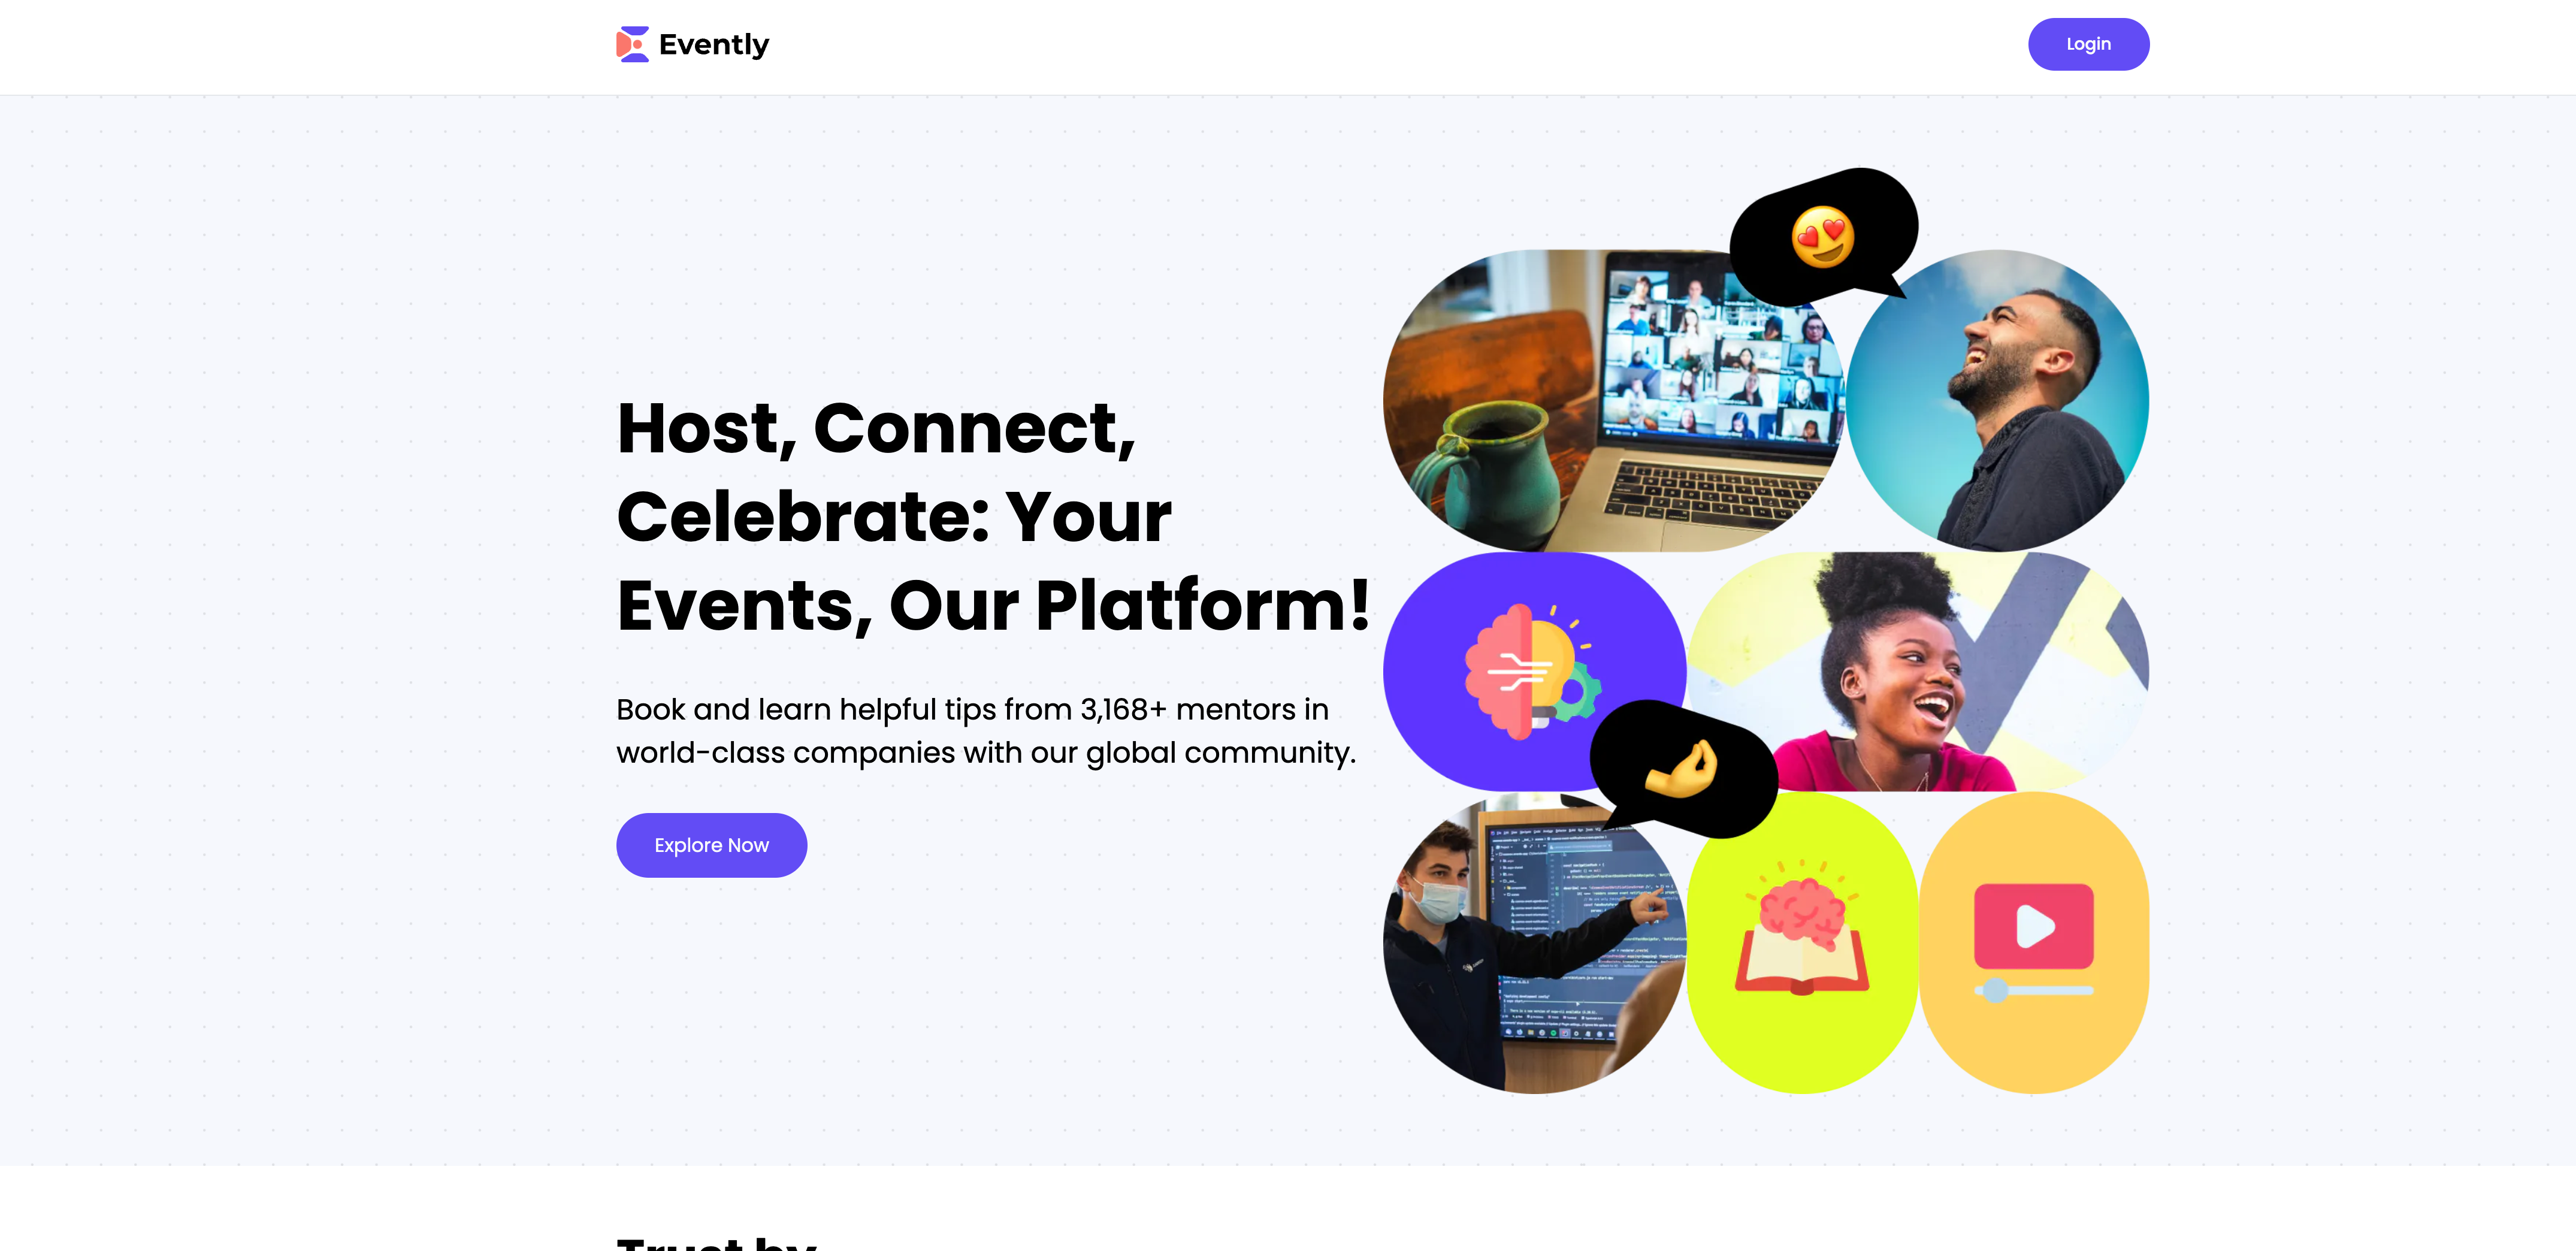 Evently
Login
Host, Connect,
Celebrate: Your
Events, Our Platform!
Book and learn helpful tips from 3,168+ mentors in
world-class companies with our global community.
Explore Now
Trust by